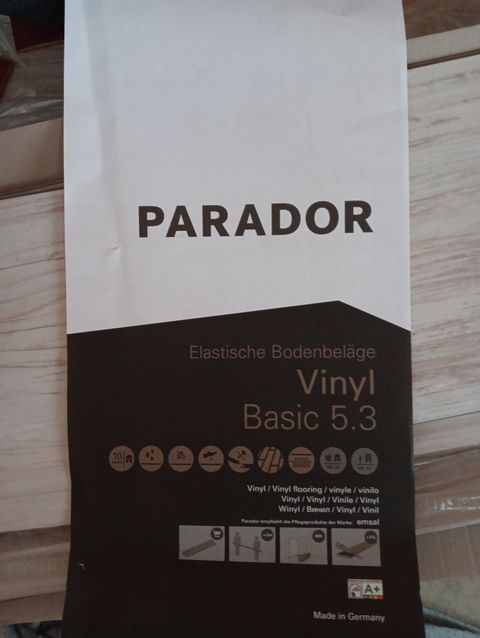 PARADOR
Elastische Bodenbeläge
Vinyl
Basic 5.3
10
Vinyl / Vinyl flooring / vinyle / vinilo
Vinyl / Vinyl / Vinile / Vinyl
Winyl / Винил / Vinyl / Vinil
Parador empfiehlt die Pflegeprodukte der Marke: emsal
A+
Made in Germany